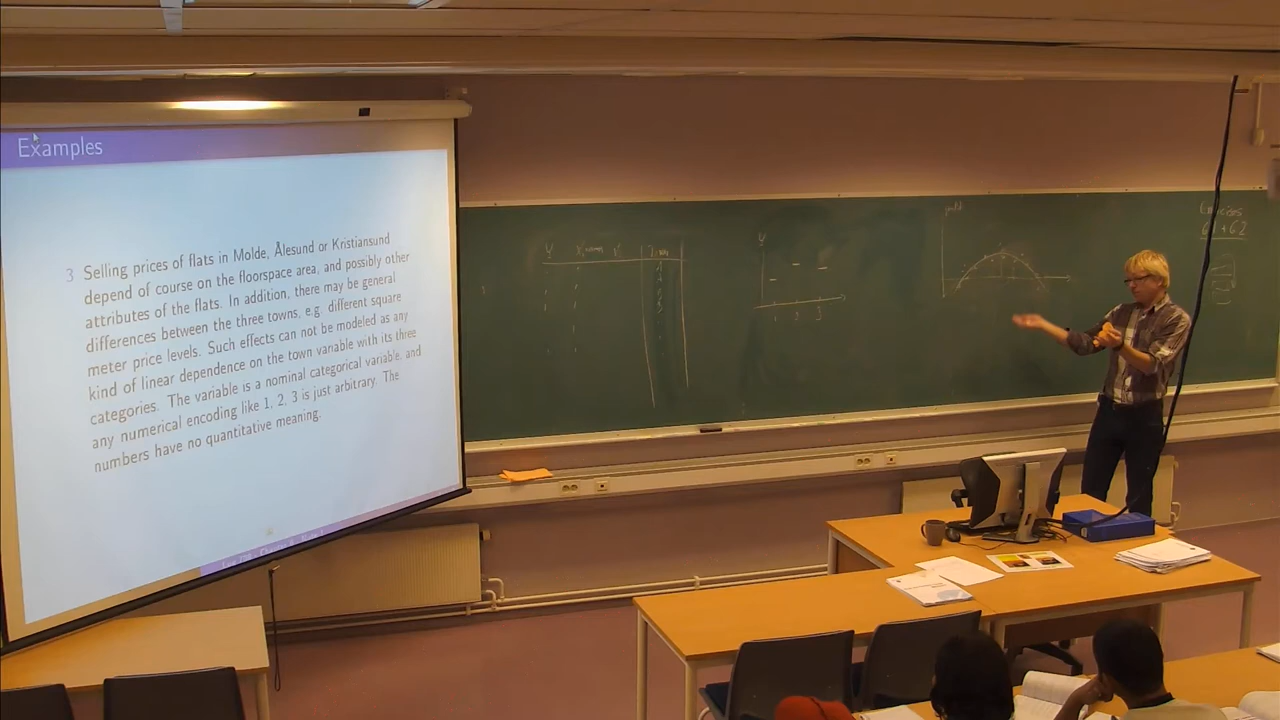 Examples
3 Selling prices of flats in Molde, Ålesund or Kristiansund
depend of course on the floorspace area, and possibly other
attributes of the flats. In addition, there may be general
differences between the three towns, e.g. different square
meter price levels. Such effects can not be modeled as any
kind of linear dependence on the town variable with its three
categories. The variable is a nominal categorical variable, and
any numerical encoding like 1, 2, 3 is just arbitrary. The
numbers have no quantitative meaning.
y
y
1 2 3